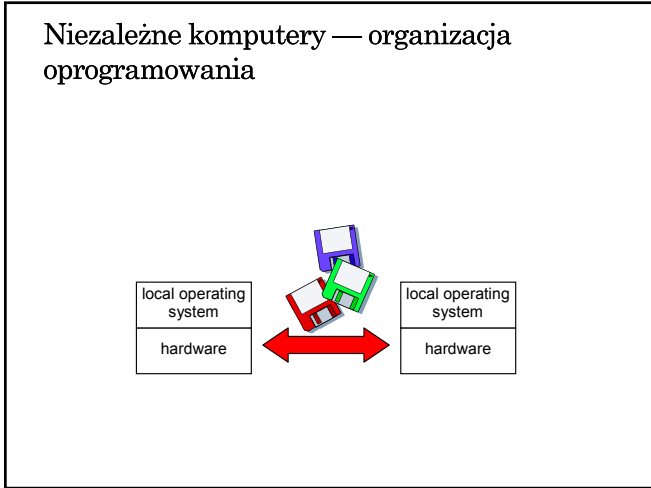 Niezależne komputery — organizacja
oprogramowania
local operating
system
hardware
local operating
system
hardware